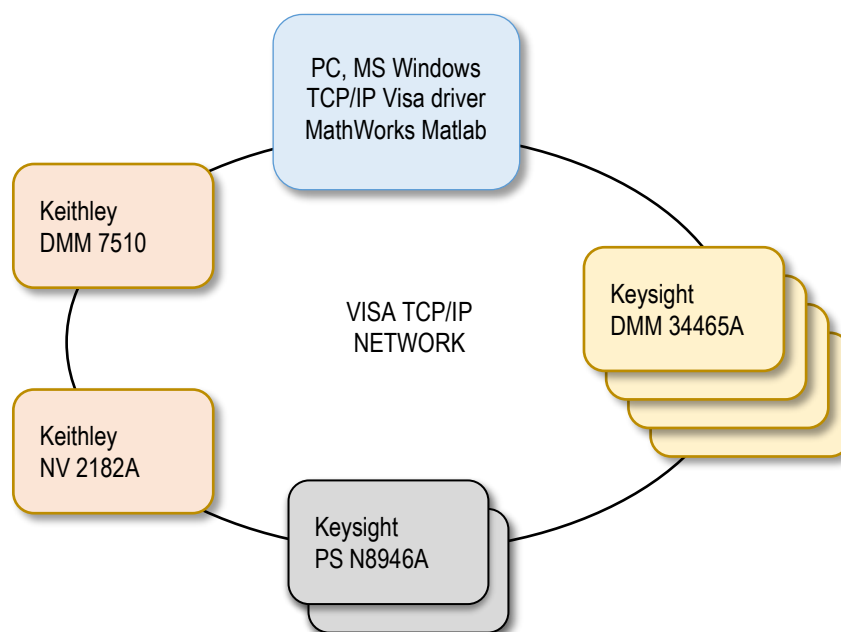 PC, MS Windows
TCP/IP Visa driver
MathWorks Matlab
Keithley
DMM 7510
Keysight
DMM 34465A
VISA TCP/IP
NETWORK
Keithley
NV 2182A
Keysight
PS N8946A